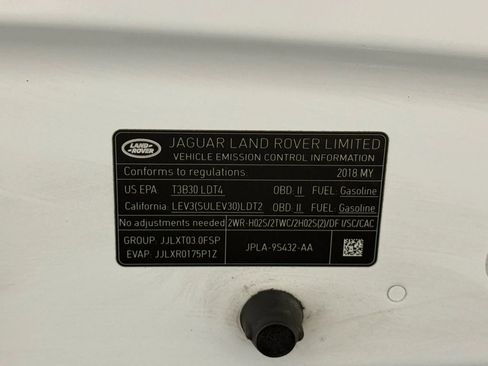 LAND ROVER
JAGUAR LAND ROVER LIMITED
VEHICLE EMISSION CONTROL INFORMATION
Conforms to regulations 2018 MY
US EPA T3B30 LDT4 OBD: II FUEL: Gasoline
California LEV3(SULEV30)LDT2 OBD: II FUEL: Gasoline
No adjustments needed 2WR-HO2S/2TWC/2HO2S(2)/DF I/SC/CAC
GROUP: JJLXT03.0FSP JPLA-9S432-AA
EVAP: JJLXR0175P1Z